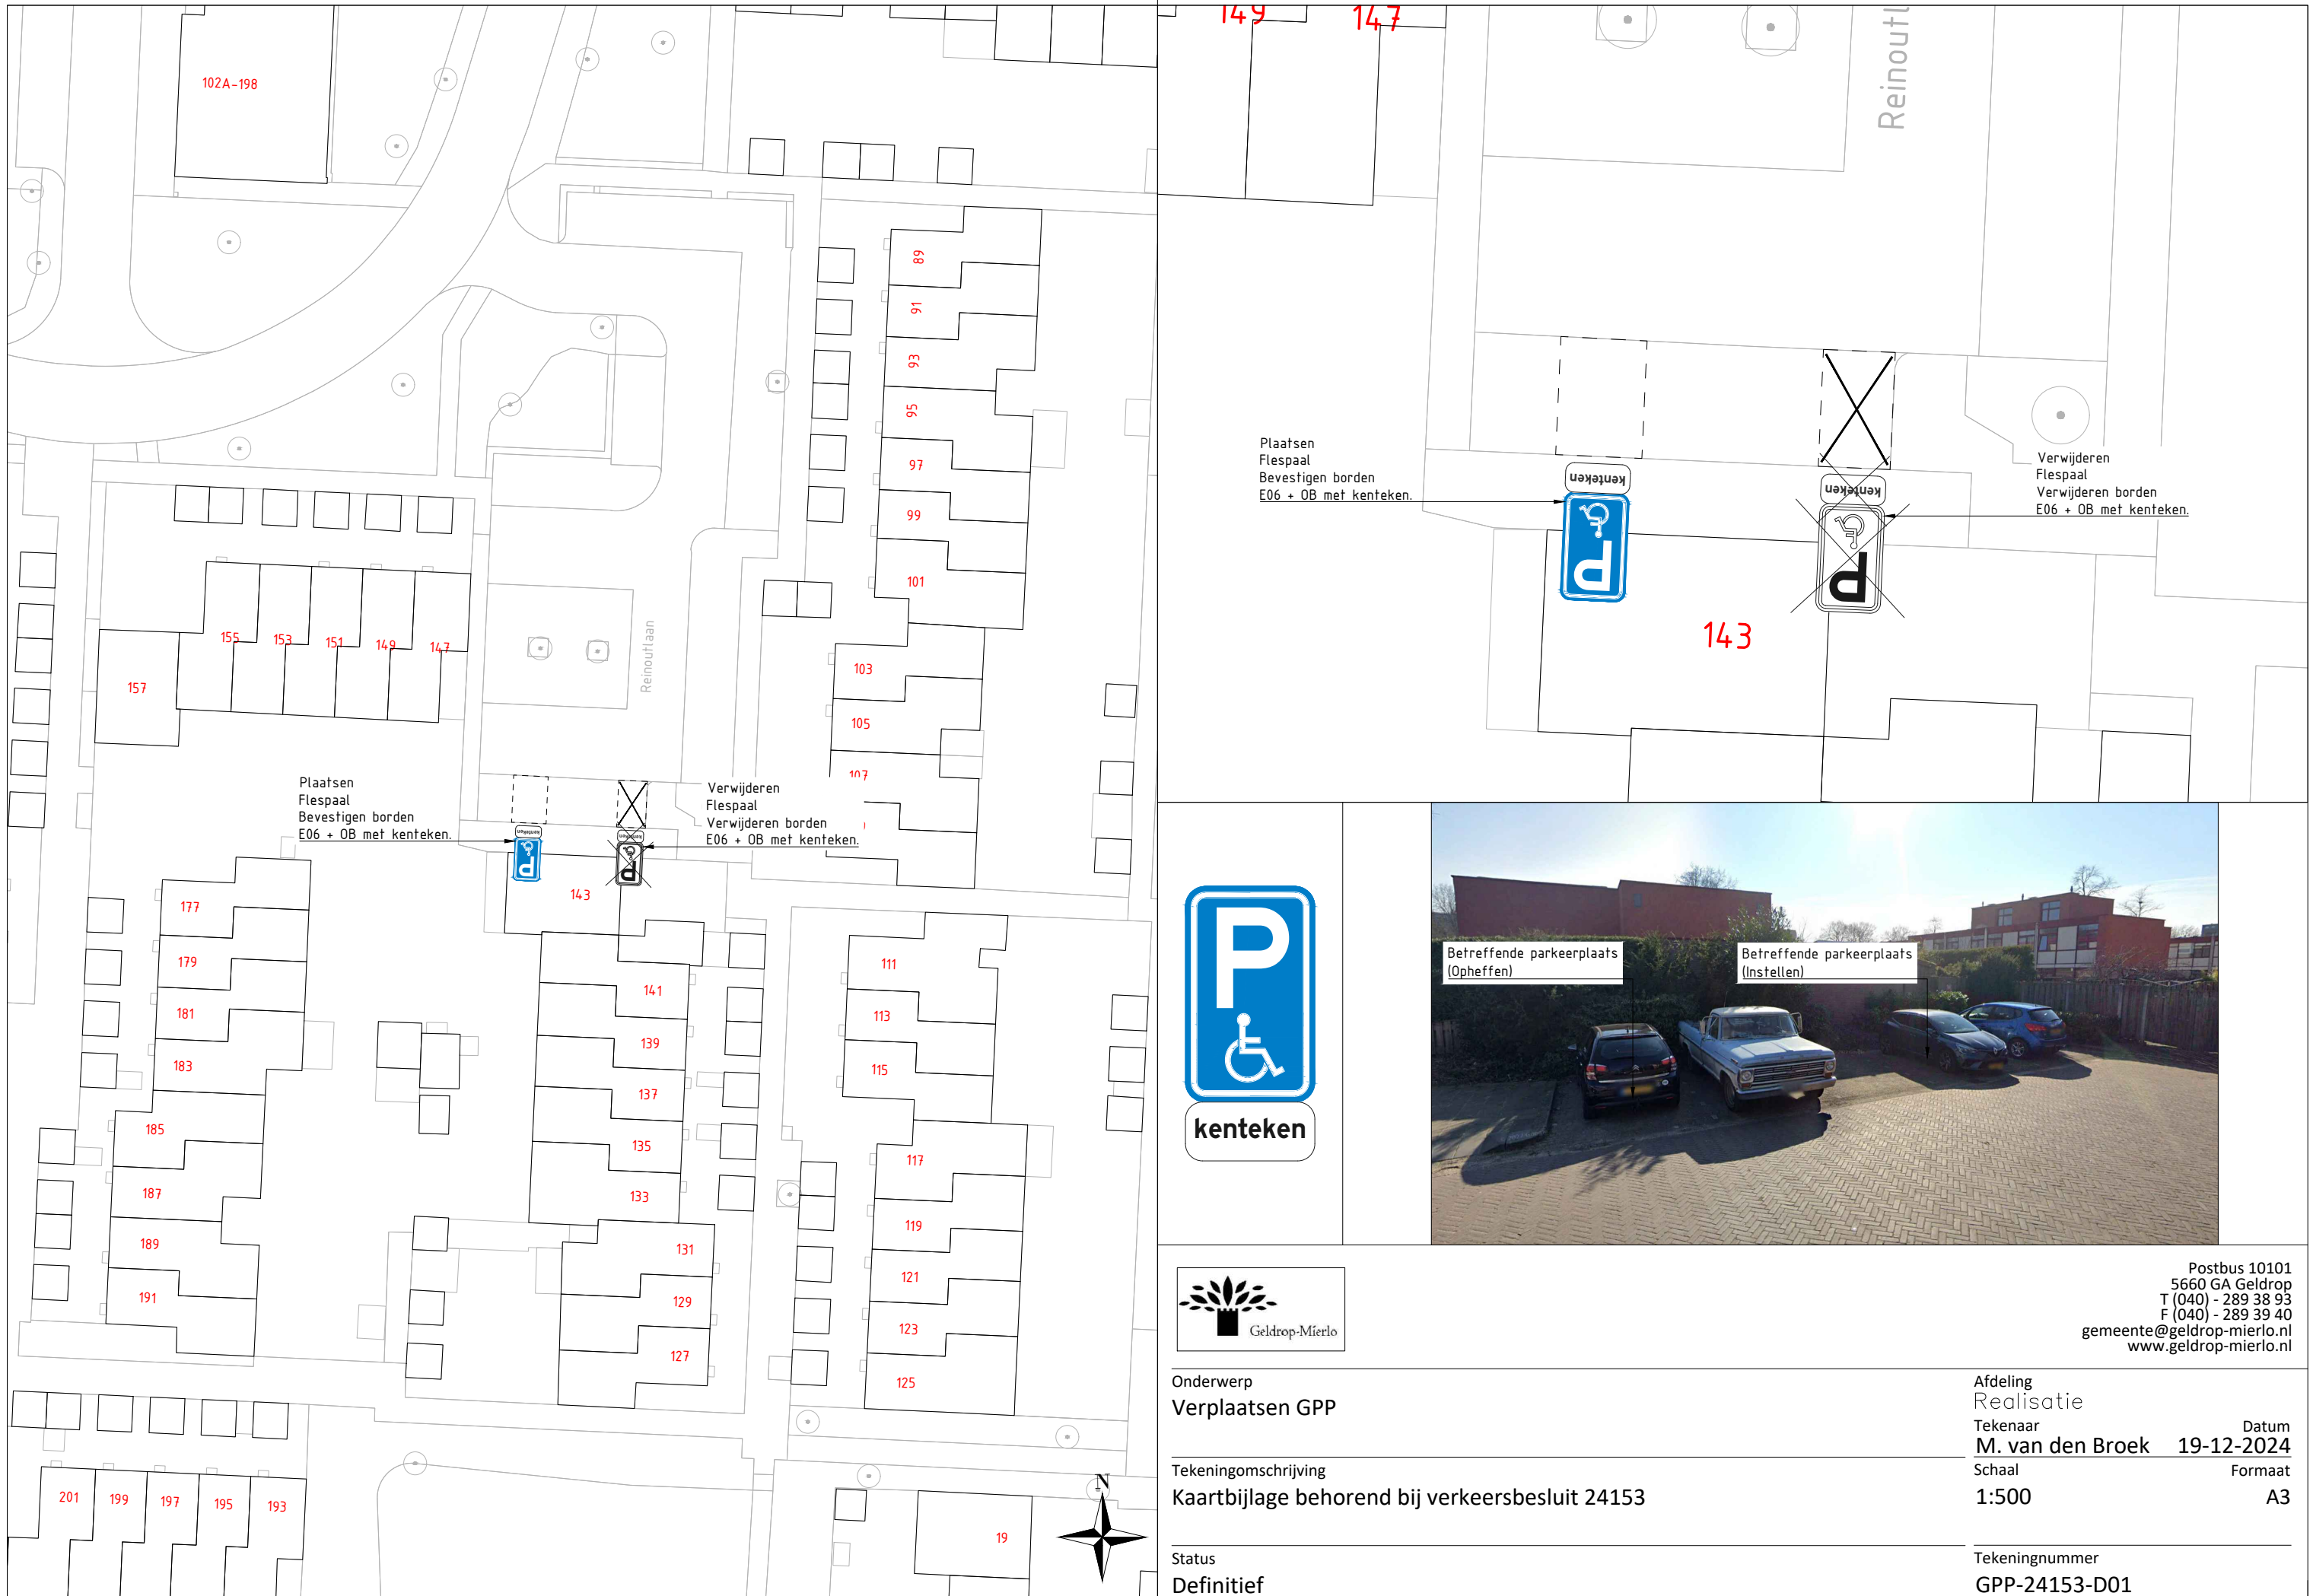 102A-198
89
91
93
95
97
99
101
103
105
107
155
153
151
149
147
157
Reinoutlaan
Plaatsen
Flespaal
Bevestigen borden
E06 + OB met kenteken.
Verwijderen
Flespaal
Verwijderen borden
E06 + OB met kenteken.
kenteken
P
kenteken
P
143
177
179
181
183
185
187
189
191
141
139
137
135
133
131
129
127
111
113
115
117
119
121
123
125
201
199
197
195
193
19
N
149
147
Reinoutl
Plaatsen
Flespaal
Bevestigen borden
E06 + OB met kenteken.
Verwijderen
Flespaal
Verwijderen borden
E06 + OB met kenteken.
kenteken
P
kenteken
P
143
P
kenteken
Betreffende parkeerplaats
(Opheffen)
Betreffende parkeerplaats
(Instellen)
Geldrop-Mierlo
Postbus 10101
5660 GA Geldrop
T (040) - 289 38 93
F (040) - 289 39 40
gemeente@geldrop-mierlo.nl
www.geldrop-mierlo.nl
Onderwerp
Verplaatsen GPP
Afdeling
Realisatie
Tekenaar Datum
M. van den Broek 19-12-2024
Tekeningomschrijving
Kaartbijlage behorend bij verkeersbesluit 24153
Schaal Formaat
1:500 A3
Status
Definitief
Tekeningnummer
GPP-24153-D01